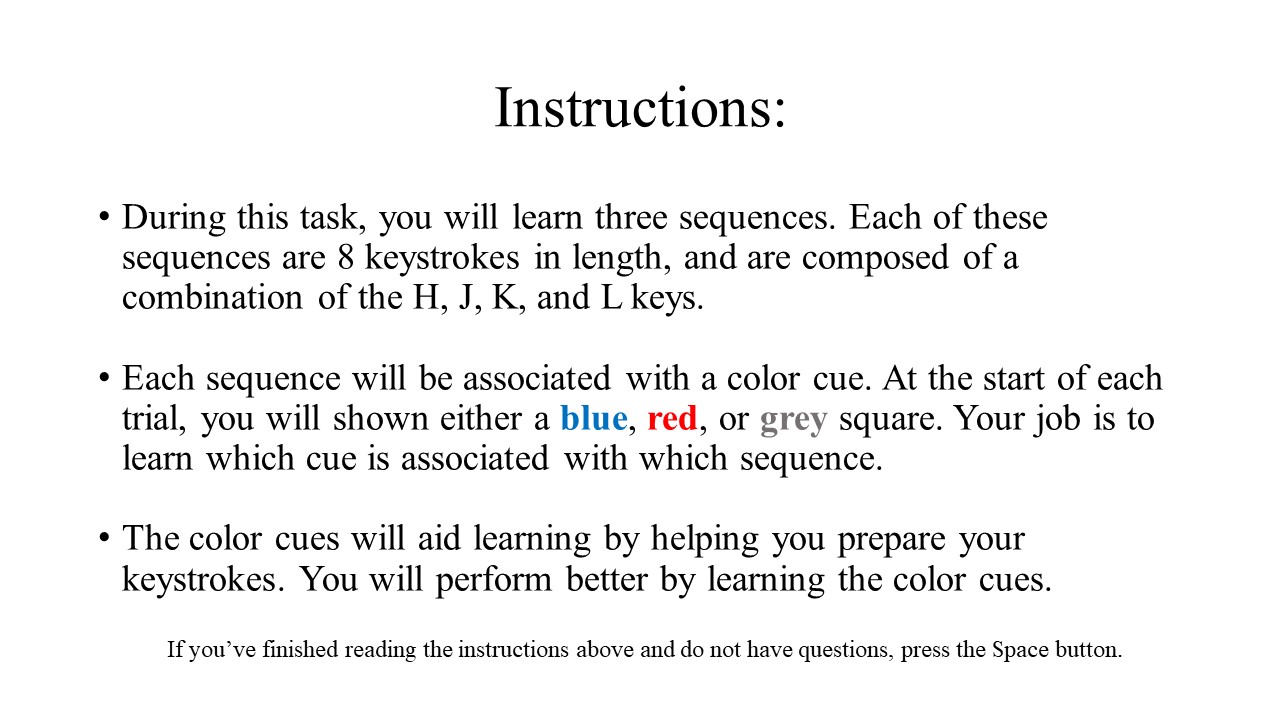 Instructions:
• During this task, you will learn three sequences. Each of these
sequences are 8 keystrokes in length, and are composed of a
combination of the H, J, K, and L keys.
• Each sequence will be associated with a color cue. At the start of each
trial, you will shown either a blue, red, or grey square. Your job is to
learn which cue is associated with which sequence.
• The color cues will aid learning by helping you prepare your
keystrokes. You will perform better by learning the color cues.
If you’ve finished reading the instructions above and do not have questions, press the Space button.